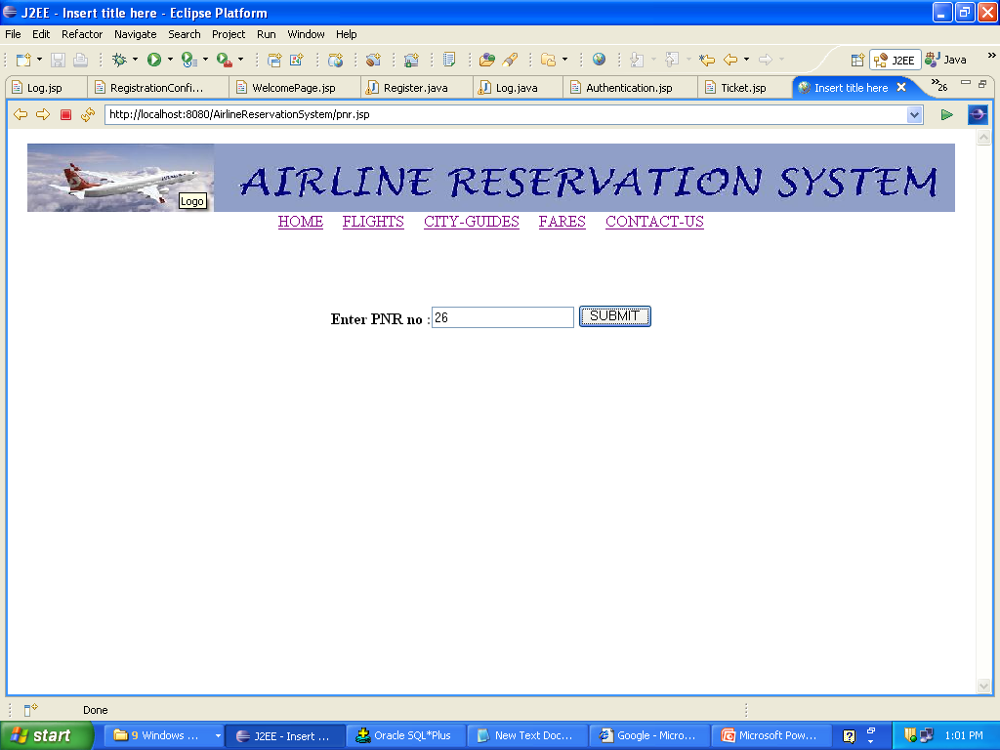 J2EE - Insert title here - Eclipse Platform
File Edit Refactor Navigate Search Project Run Window Help
J2EE Java »
Log.jsp RegistrationConfi... WelcomePage.jsp Register.java Log.java Authentication.jsp Ticket.jsp Insert title here »26
http://localhost:8080/AirlineReservationSystem/pnr.jsp
AIRLINE RESERVATION SYSTEM
Logo
HOME FLIGHTS CITY-GUIDES FARES CONTACT-US
Enter PNR no : 26 SUBMIT
Done
start 9 Windows ... J2EE - Insert ... Oracle SQL*Plus New Text Doc... Google - Micro... Microsoft Pow... 1:01 PM